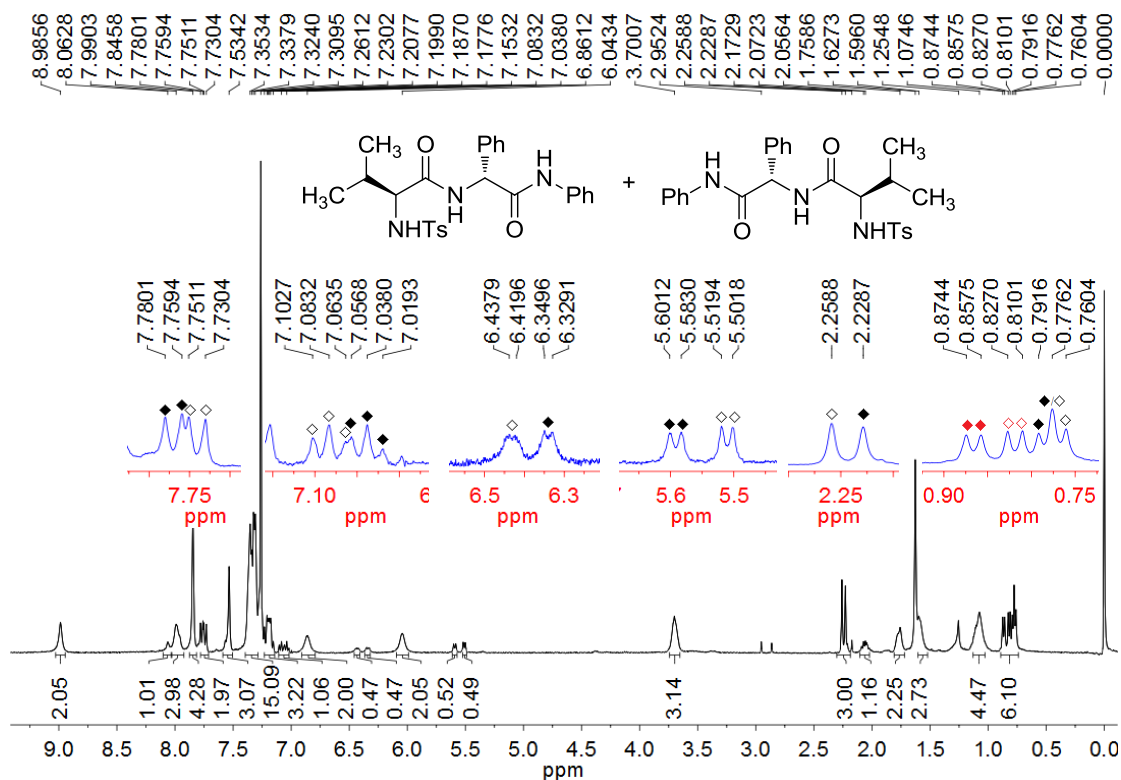 8.9856 8.0628 7.9903 7.8458 7.7801 7.7594 7.7511 7.7304 7.5342 7.3534 7.3379 7.3240 7.3095 7.2612 7.2302 7.2077 7.1990 7.1870 7.1776 7.1532 7.0832 7.0380 6.8612 6.0434 3.7007 2.9524 2.2588 2.2287 2.1729 2.0723 2.0564 1.7586 1.6273 1.5960 1.2548 1.0746 0.8744 0.8575 0.8270 0.8101 0.7916 0.7762 0.7604 0.0000
CH3 O Ph H N Ph H3C N H O NHTs
+
Ph O CH3 H N Ph N H CH3 O NHTs
7.7801 7.7594 7.7511 7.7304
7.1027 7.0832 7.0635 7.0568 7.0380 7.0193
6.4379 6.4196 6.3496 6.3291
5.6012 5.5830 5.5194 5.5018
2.2588 2.2287
0.8744 0.8575 0.8270 0.8101 0.7916 0.7762 0.7604
7.75
ppm
7.10
ppm
6.5 6.3
ppm
5.6 5.5
ppm
2.25
ppm
0.90 0.75
ppm
2.05 1.01 2.98 4.28 1.97 3.07 15.09 3.22 1.06 2.00 0.47 0.47 2.05 0.52 0.49 3.14 3.00 1.16 2.25 2.73 4.47 6.10
9.0 8.5 8.0 7.5 7.0 6.5 6.0 5.5 5.0 4.5 4.0 3.5 3.0 2.5 2.0 1.5 1.0 0.5 0.0
ppm